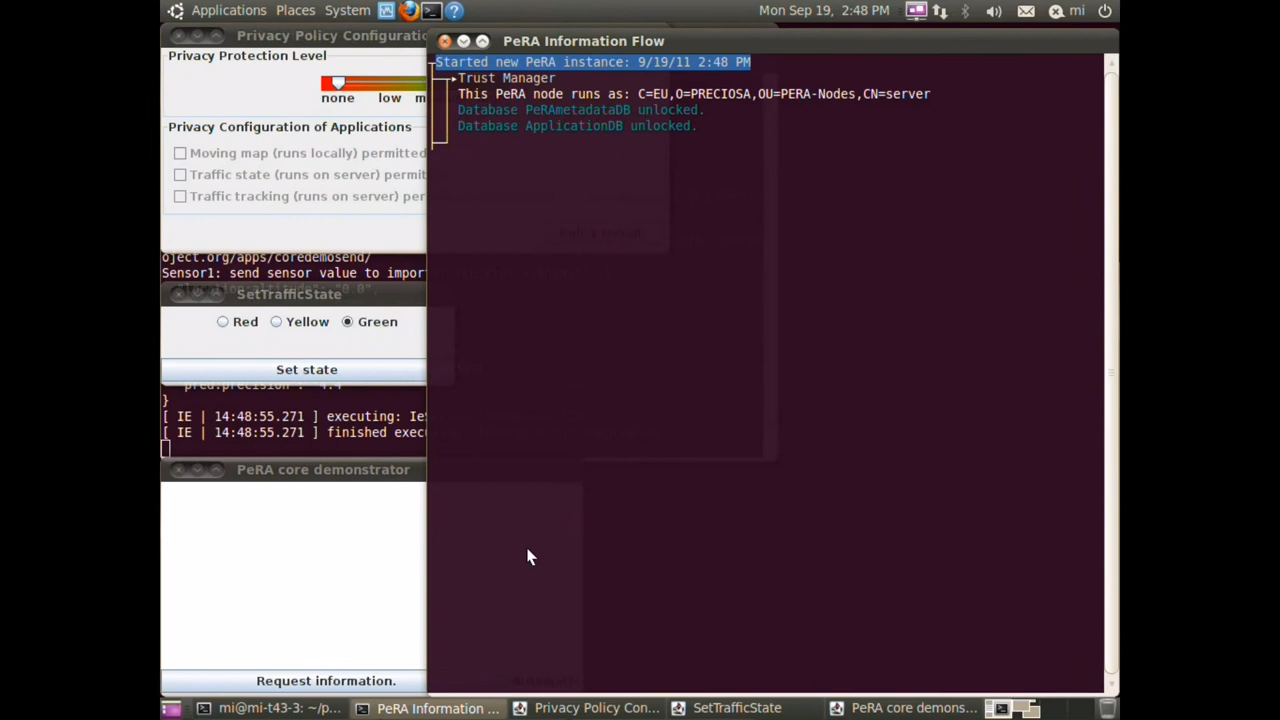 Applications Places System
Mon Sep 19, 2:48 PM
mi
Privacy Policy Configuratio
Privacy Protection Level
none low m
Privacy Configuration of Applications
Moving map (runs locally) permitted
Traffic state (runs on server) permit
Traffic tracking (runs on server) per
oject.org/apps/coredemosend/
Sensor1: send sensor value to impor
SetTrafficState
Red Yellow Green
Set state
}
[ IE | 14:48:55.271 ] executing: IeS
[ IE | 14:48:55.271 ] finished exec
PeRA core demonstrator
Request information.
PeRA Information Flow
Started new PeRA instance: 9/19/11 2:48 PM
Trust Manager
This PeRA node runs as: C=EU,O=PRECIOSA,OU=PERA-Nodes,CN=server
Database PeRAmetadataDB unlocked.
Database ApplicationDB unlocked.
mi@mi-t43-3: ~/p...
PeRA Information ...
Privacy Policy Con...
SetTrafficState
PeRA core demons...